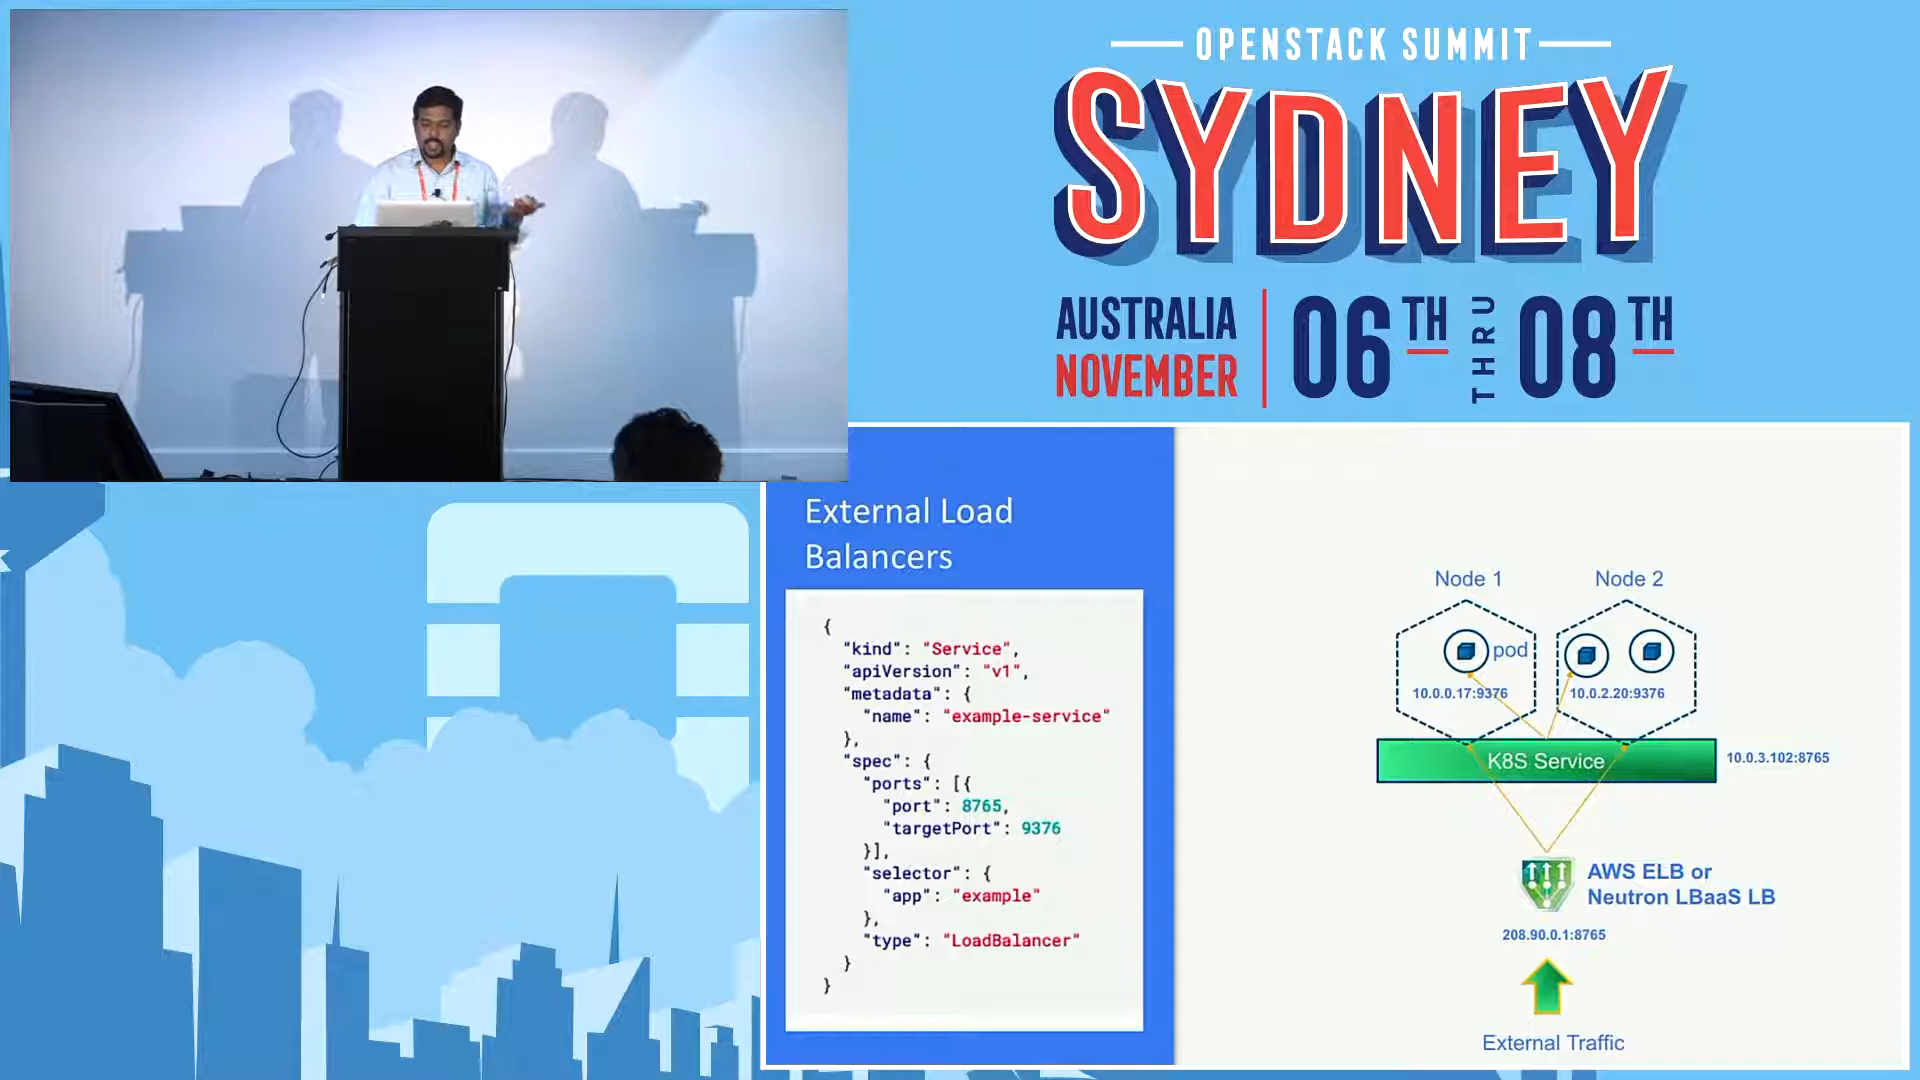 OPENSTACK SUMMIT
SYDNEY
AUSTRALIA
NOVEMBER
06TH
THRU
08TH
External Load
Balancers
{
"kind": "Service",
"apiVersion": "v1",
"metadata": {
"name": "example-service"
},
"spec": {
"ports": [{
"port": 8765,
"targetPort": 9376
}],
"selector": {
"app": "example"
},
"type": "LoadBalancer"
}
}
Node 1
Node 2
pod
10.0.0.17:9376
10.0.2.20:9376
K8S Service
10.0.3.102:8765
AWS ELB or
Neutron LBaaS LB
208.90.0.1:8765
External Traffic